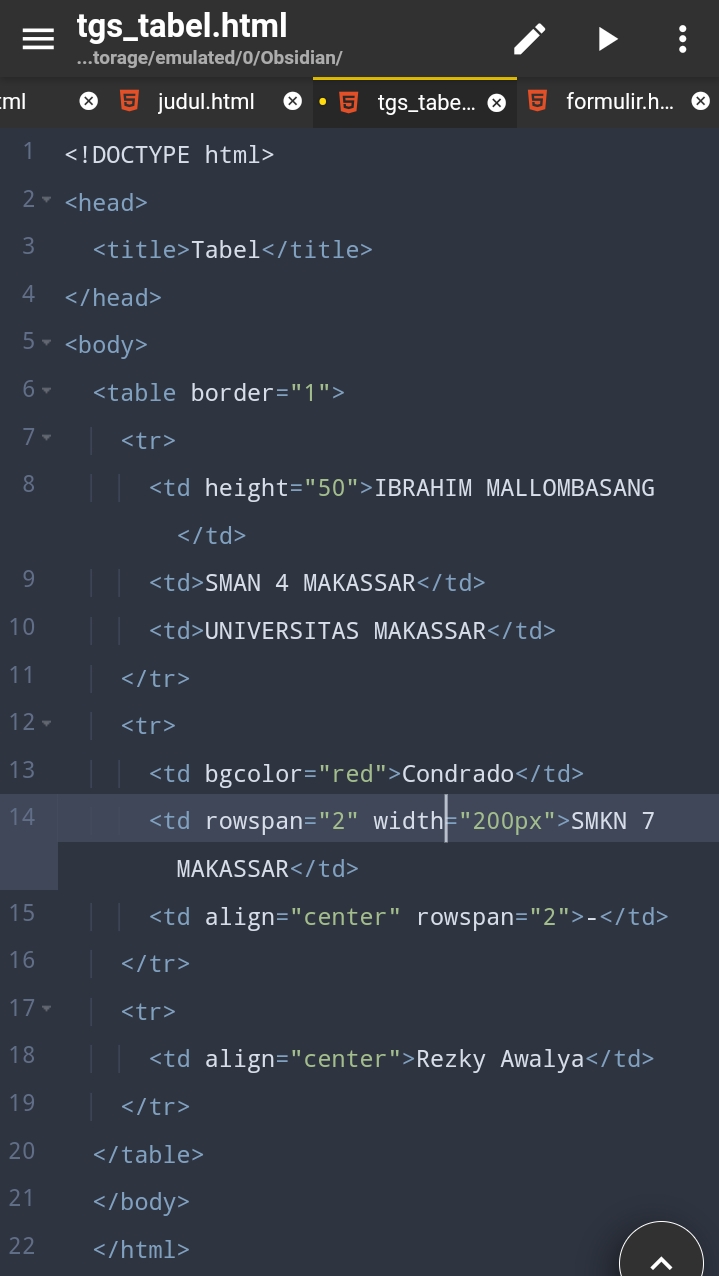 tgs_tabel.html
...torage/emulated/0/Obsidian/
ml judul.html tgs_tabe... formulir.h...
1 <!DOCTYPE html>
2 <head>
3 <title>Tabel</title>
4 </head>
5 <body>
6 <table border="1">
7 <tr>
8 <td height="50">IBRAHIM MALLOMBASANG
</td>
9 <td>SMAN 4 MAKASSAR</td>
10 <td>UNIVERSITAS MAKASSAR</td>
11 </tr>
12 <tr>
13 <td bgcolor="red">Condrado</td>
14 <td rowspan="2" width="200px">SMKN 7
MAKASSAR</td>
15 <td align="center" rowspan="2">-</td>
16 </tr>
17 <tr>
18 <td align="center">Rezky Awalya</td>
19 </tr>
20 </table>
21 </body>
22 </html>